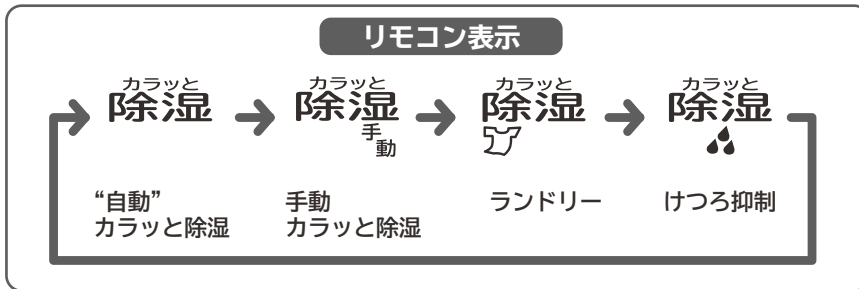 リモコン表示
カラッと
除湿
カラッと
除湿
手
動
カラッと
除湿
カラッと
除湿
“自動”
カラッと除湿
手動
カラッと除湿
ランドリー
けつろ抑制